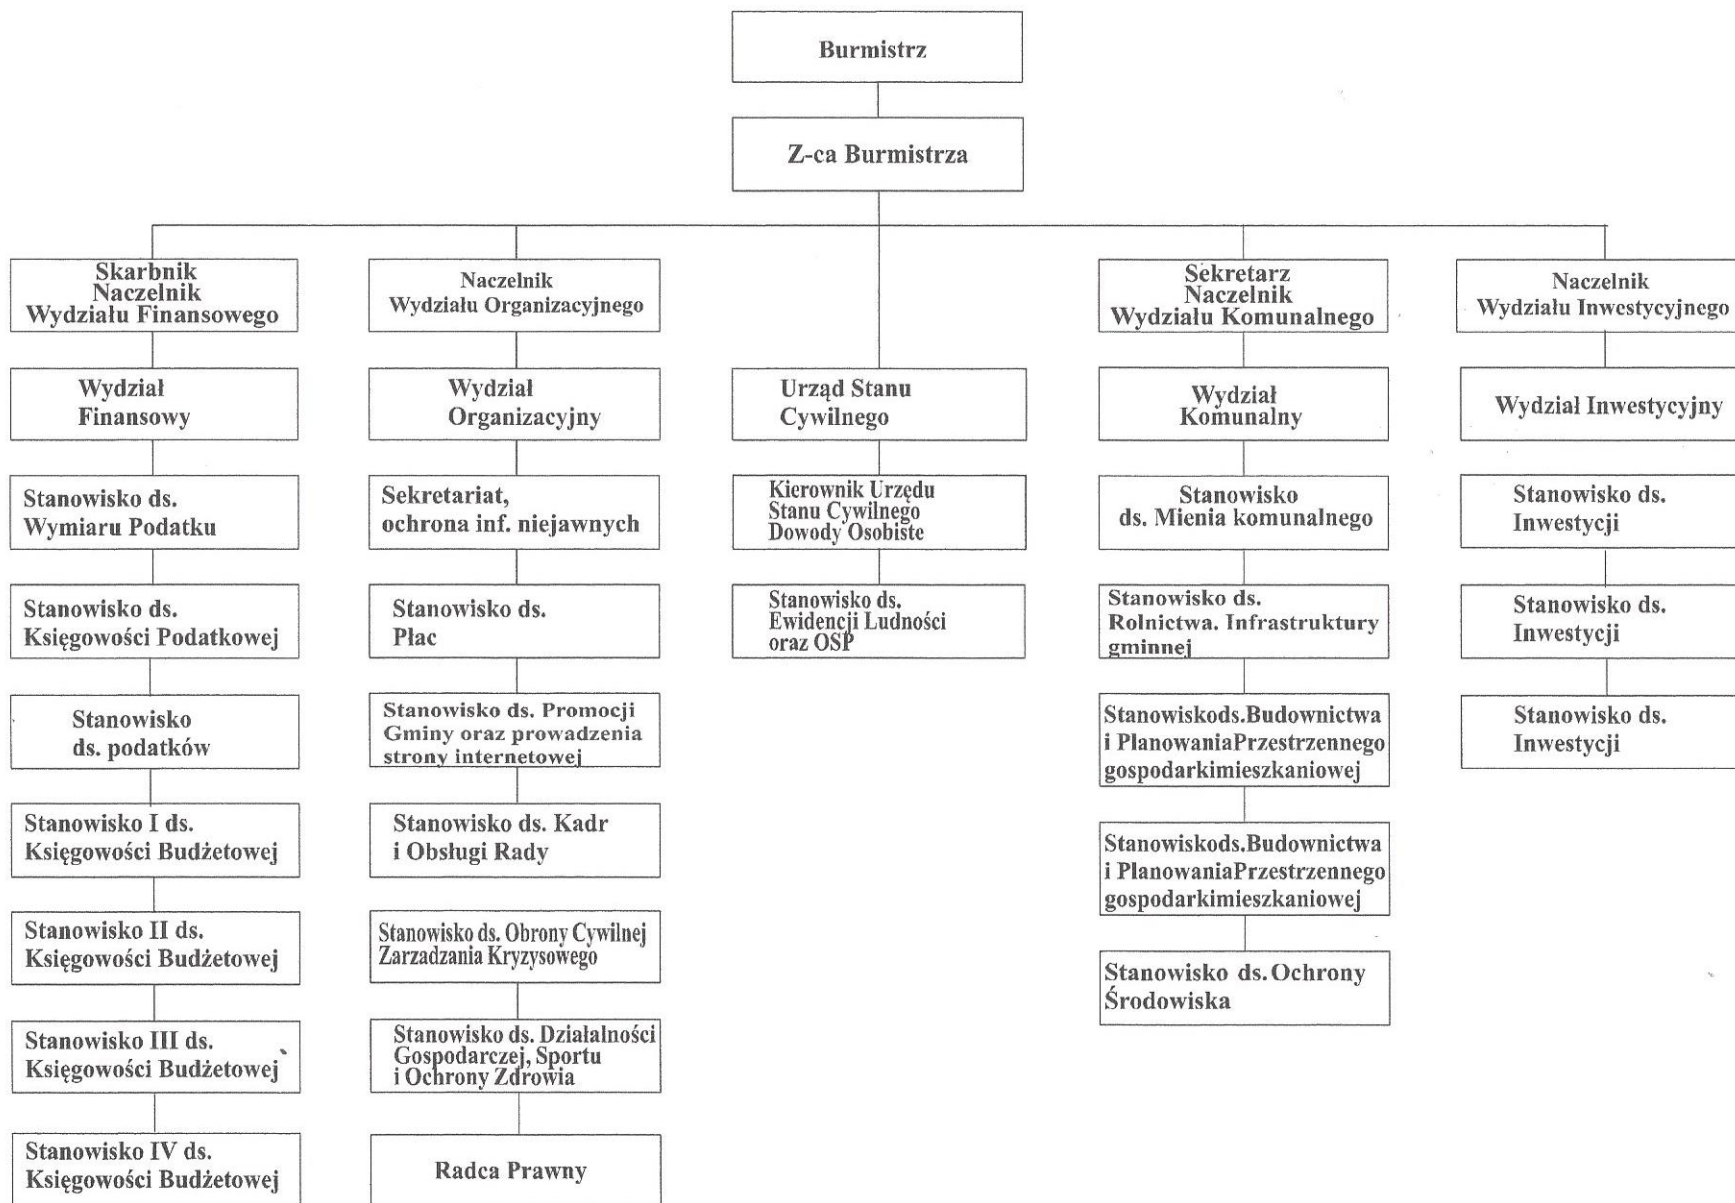 Burmistrz
Z-ca Burmistrza
Skarbnik
Naczelnik
Wydziału Finansowego
Wydział
Finansowy
Stanowisko ds.
Wymiaru Podatku
Stanowisko ds.
Księgowości Podatkowej
Stanowisko
ds. podatków
Stanowisko I ds.
Księgowości Budżetowej
Stanowisko II ds.
Księgowości Budżetowej
Stanowisko III ds.
Księgowości Budżetowej
Stanowisko IV ds.
Księgowości Budżetowej
Naczelnik
Wydziału Organizacyjnego
Wydział
Organizacyjny
Sekretariat,
ochrona inf. niejawnych
Stanowisko ds.
Płac
Stanowisko ds. Promocji
Gminy oraz prowadzenia
strony internetowej
Stanowisko ds. Kadr
i Obsługi Rady
Stanowisko ds. Obrony Cywilnej
Zarzadzania Kryzysowego
Stanowisko ds. Działalności
Gospodarczej, Sportu
i Ochrony Zdrowia
Radca Prawny
Urząd Stanu
Cywilnego
Kierownik Urzędu
Stanu Cywilnego
Dowody Osobiste
Stanowisko ds.
Ewidencji Ludności
oraz OSP
Sekretarz
Naczelnik
Wydziału Komunalnego
Wydział
Komunalny
Stanowisko
ds. Mienia komunalnego
Stanowisko ds.
Rolnictwa. Infrastruktury
gminnej
Stanowiskods.Budownictwa
i PlanowaniaPrzestrzennego
gospodarkimieszkaniowej
Stanowiskods.Budownictwa
i PlanowaniaPrzestrzennego
gospodarkimieszkaniowej
Stanowisko ds. Ochrony
Środowiska
Naczelnik
Wydziału Inwestycyjnego
Wydział Inwestycyjny
Stanowisko ds.
Inwestycji
Stanowisko ds.
Inwestycji
Stanowisko ds.
Inwestycji